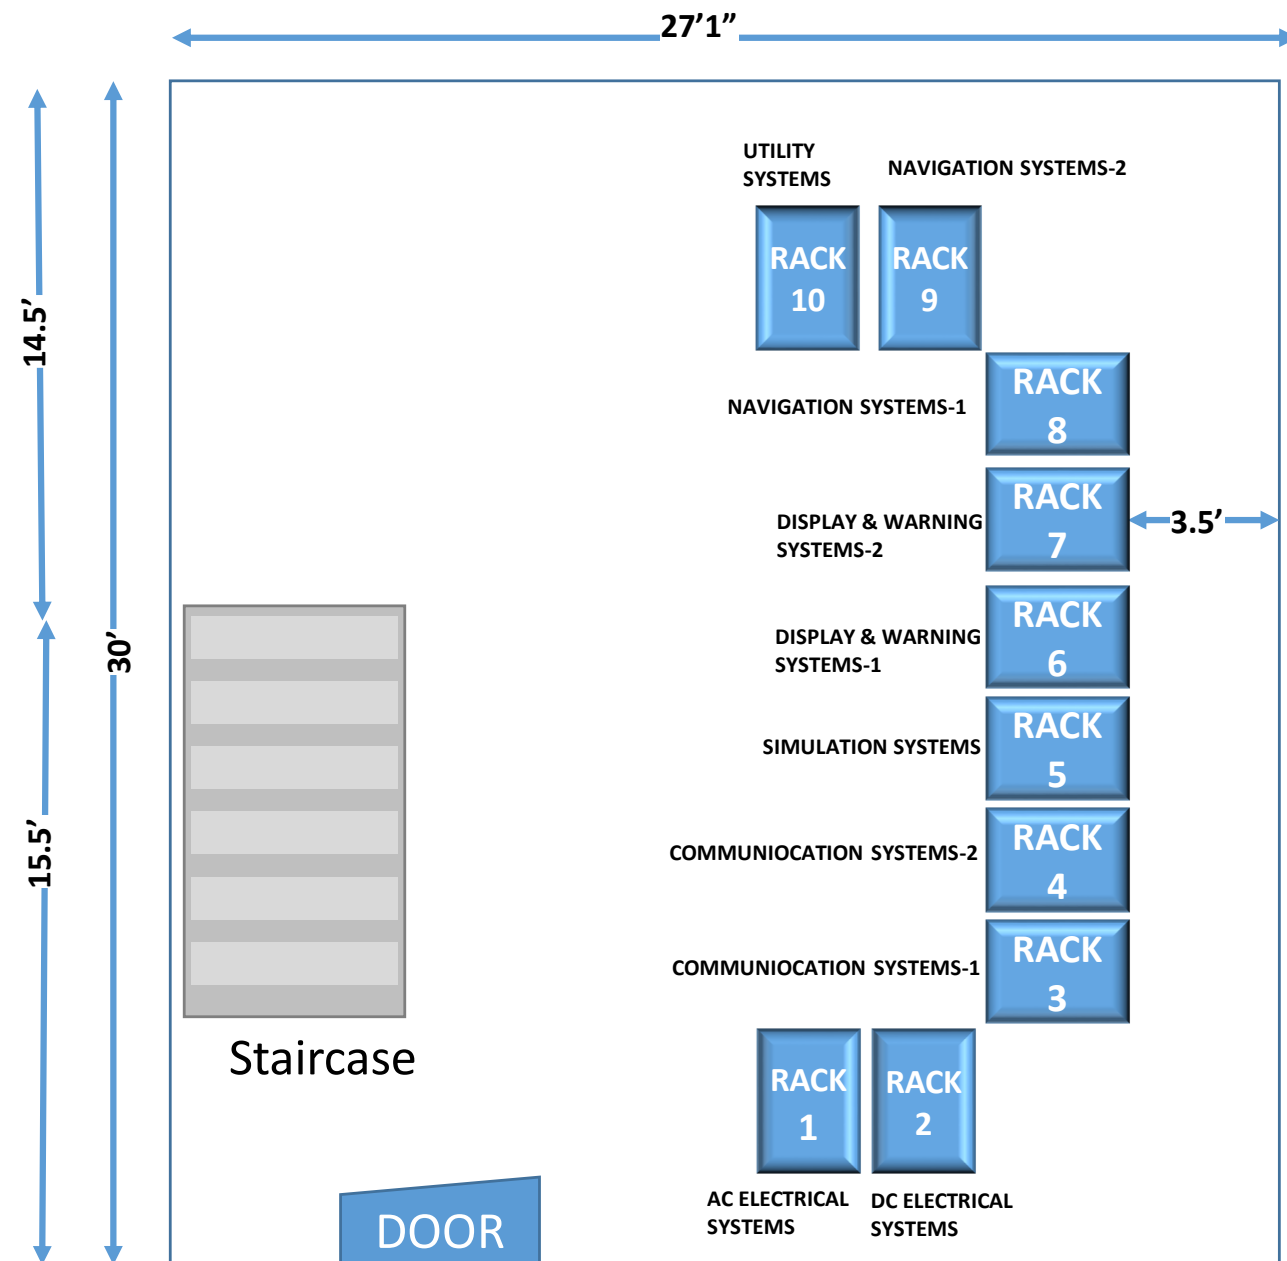 27’1”
UTILITY
SYSTEMS
NAVIGATION SYSTEMS-2
RACK
10
RACK
9
14.5’
RACK
8
NAVIGATION SYSTEMS-1
RACK
7
DISPLAY & WARNING
SYSTEMS-2
3.5’
30’
RACK
6
DISPLAY & WARNING
SYSTEMS-1
RACK
5
SIMULATION SYSTEMS
15.5’
RACK
4
COMMUNIOCATION SYSTEMS-2
RACK
3
COMMUNIOCATION SYSTEMS-1
Staircase
RACK
1
RACK
2
AC ELECTRICAL
SYSTEMS
DC ELECTRICAL
SYSTEMS
DOOR